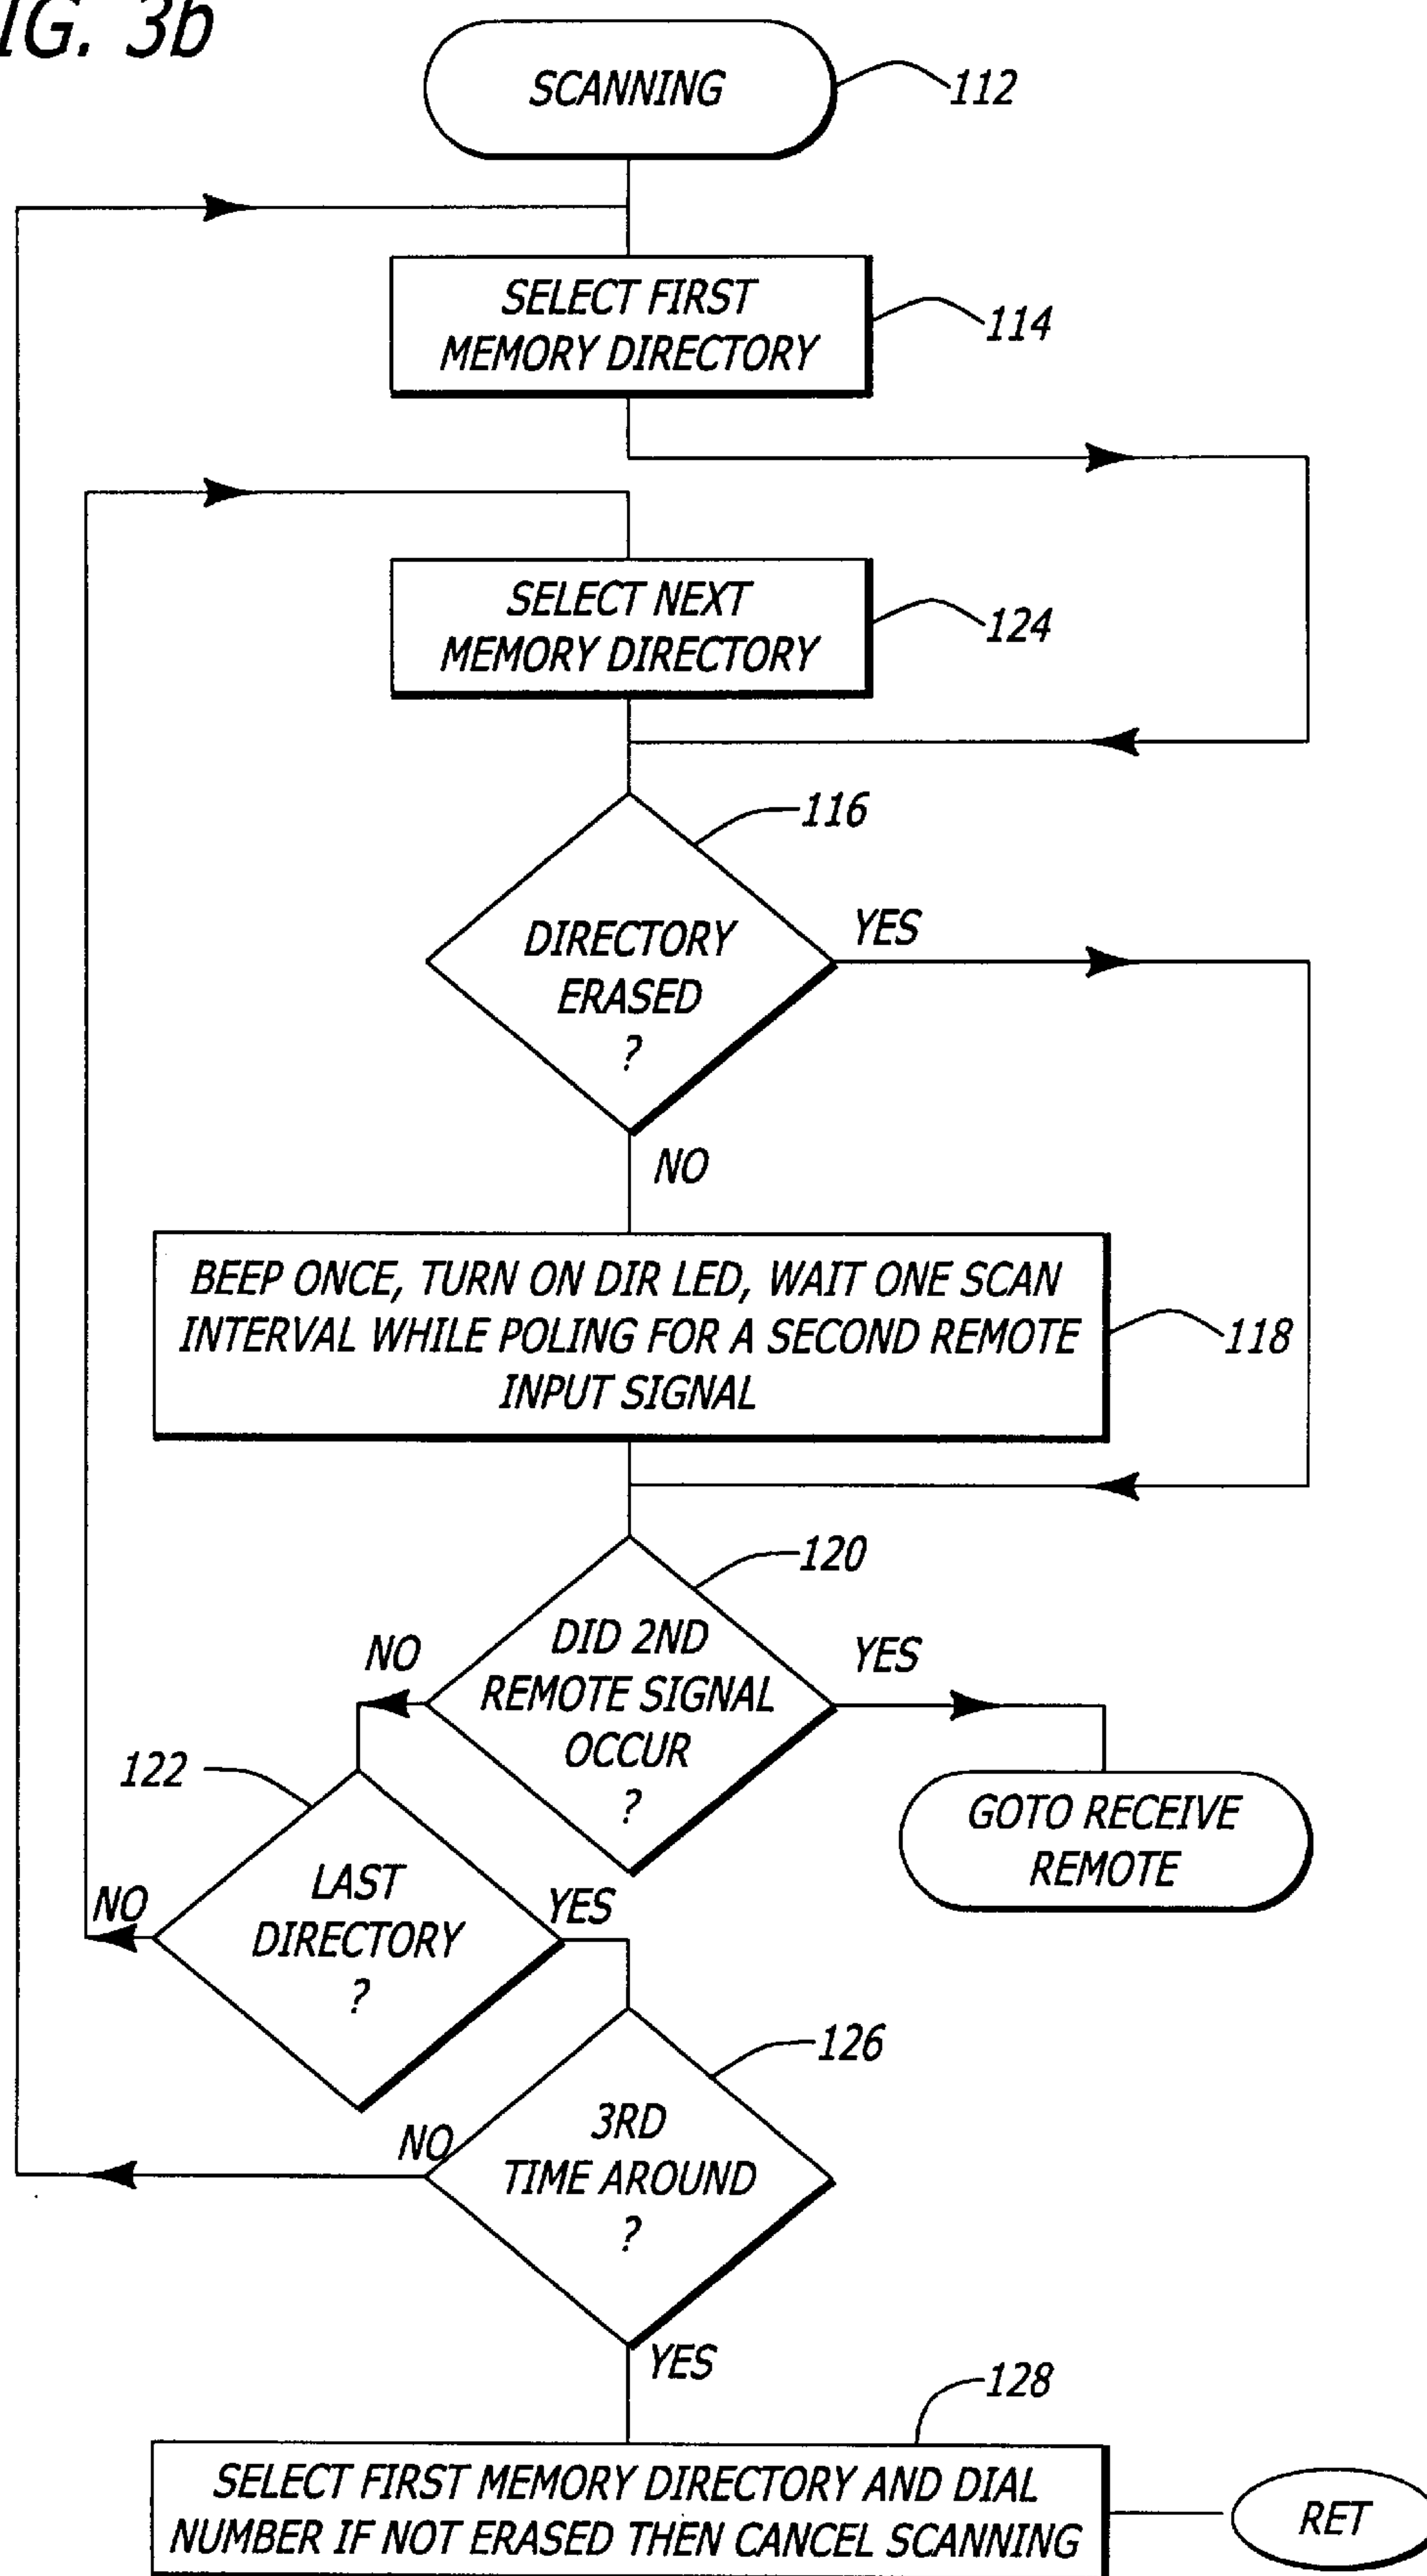 IG. 3b
SCANNING
112
SELECT FIRST
MEMORY DIRECTORY
114
SELECT NEXT
MEMORY DIRECTORY
124
116
DIRECTORY
ERASED
?
YES
NO
BEEP ONCE, TURN ON DIR LED, WAIT ONE SCAN
INTERVAL WHILE POLING FOR A SECOND REMOTE
INPUT SIGNAL
118
120
DID 2ND
REMOTE SIGNAL
OCCUR
?
NO
YES
GOTO RECEIVE
REMOTE
122
LAST
DIRECTORY
?
NO
YES
126
3RD
TIME AROUND
?
NO
YES
128
SELECT FIRST MEMORY DIRECTORY AND DIAL
NUMBER IF NOT ERASED THEN CANCEL SCANNING
RET